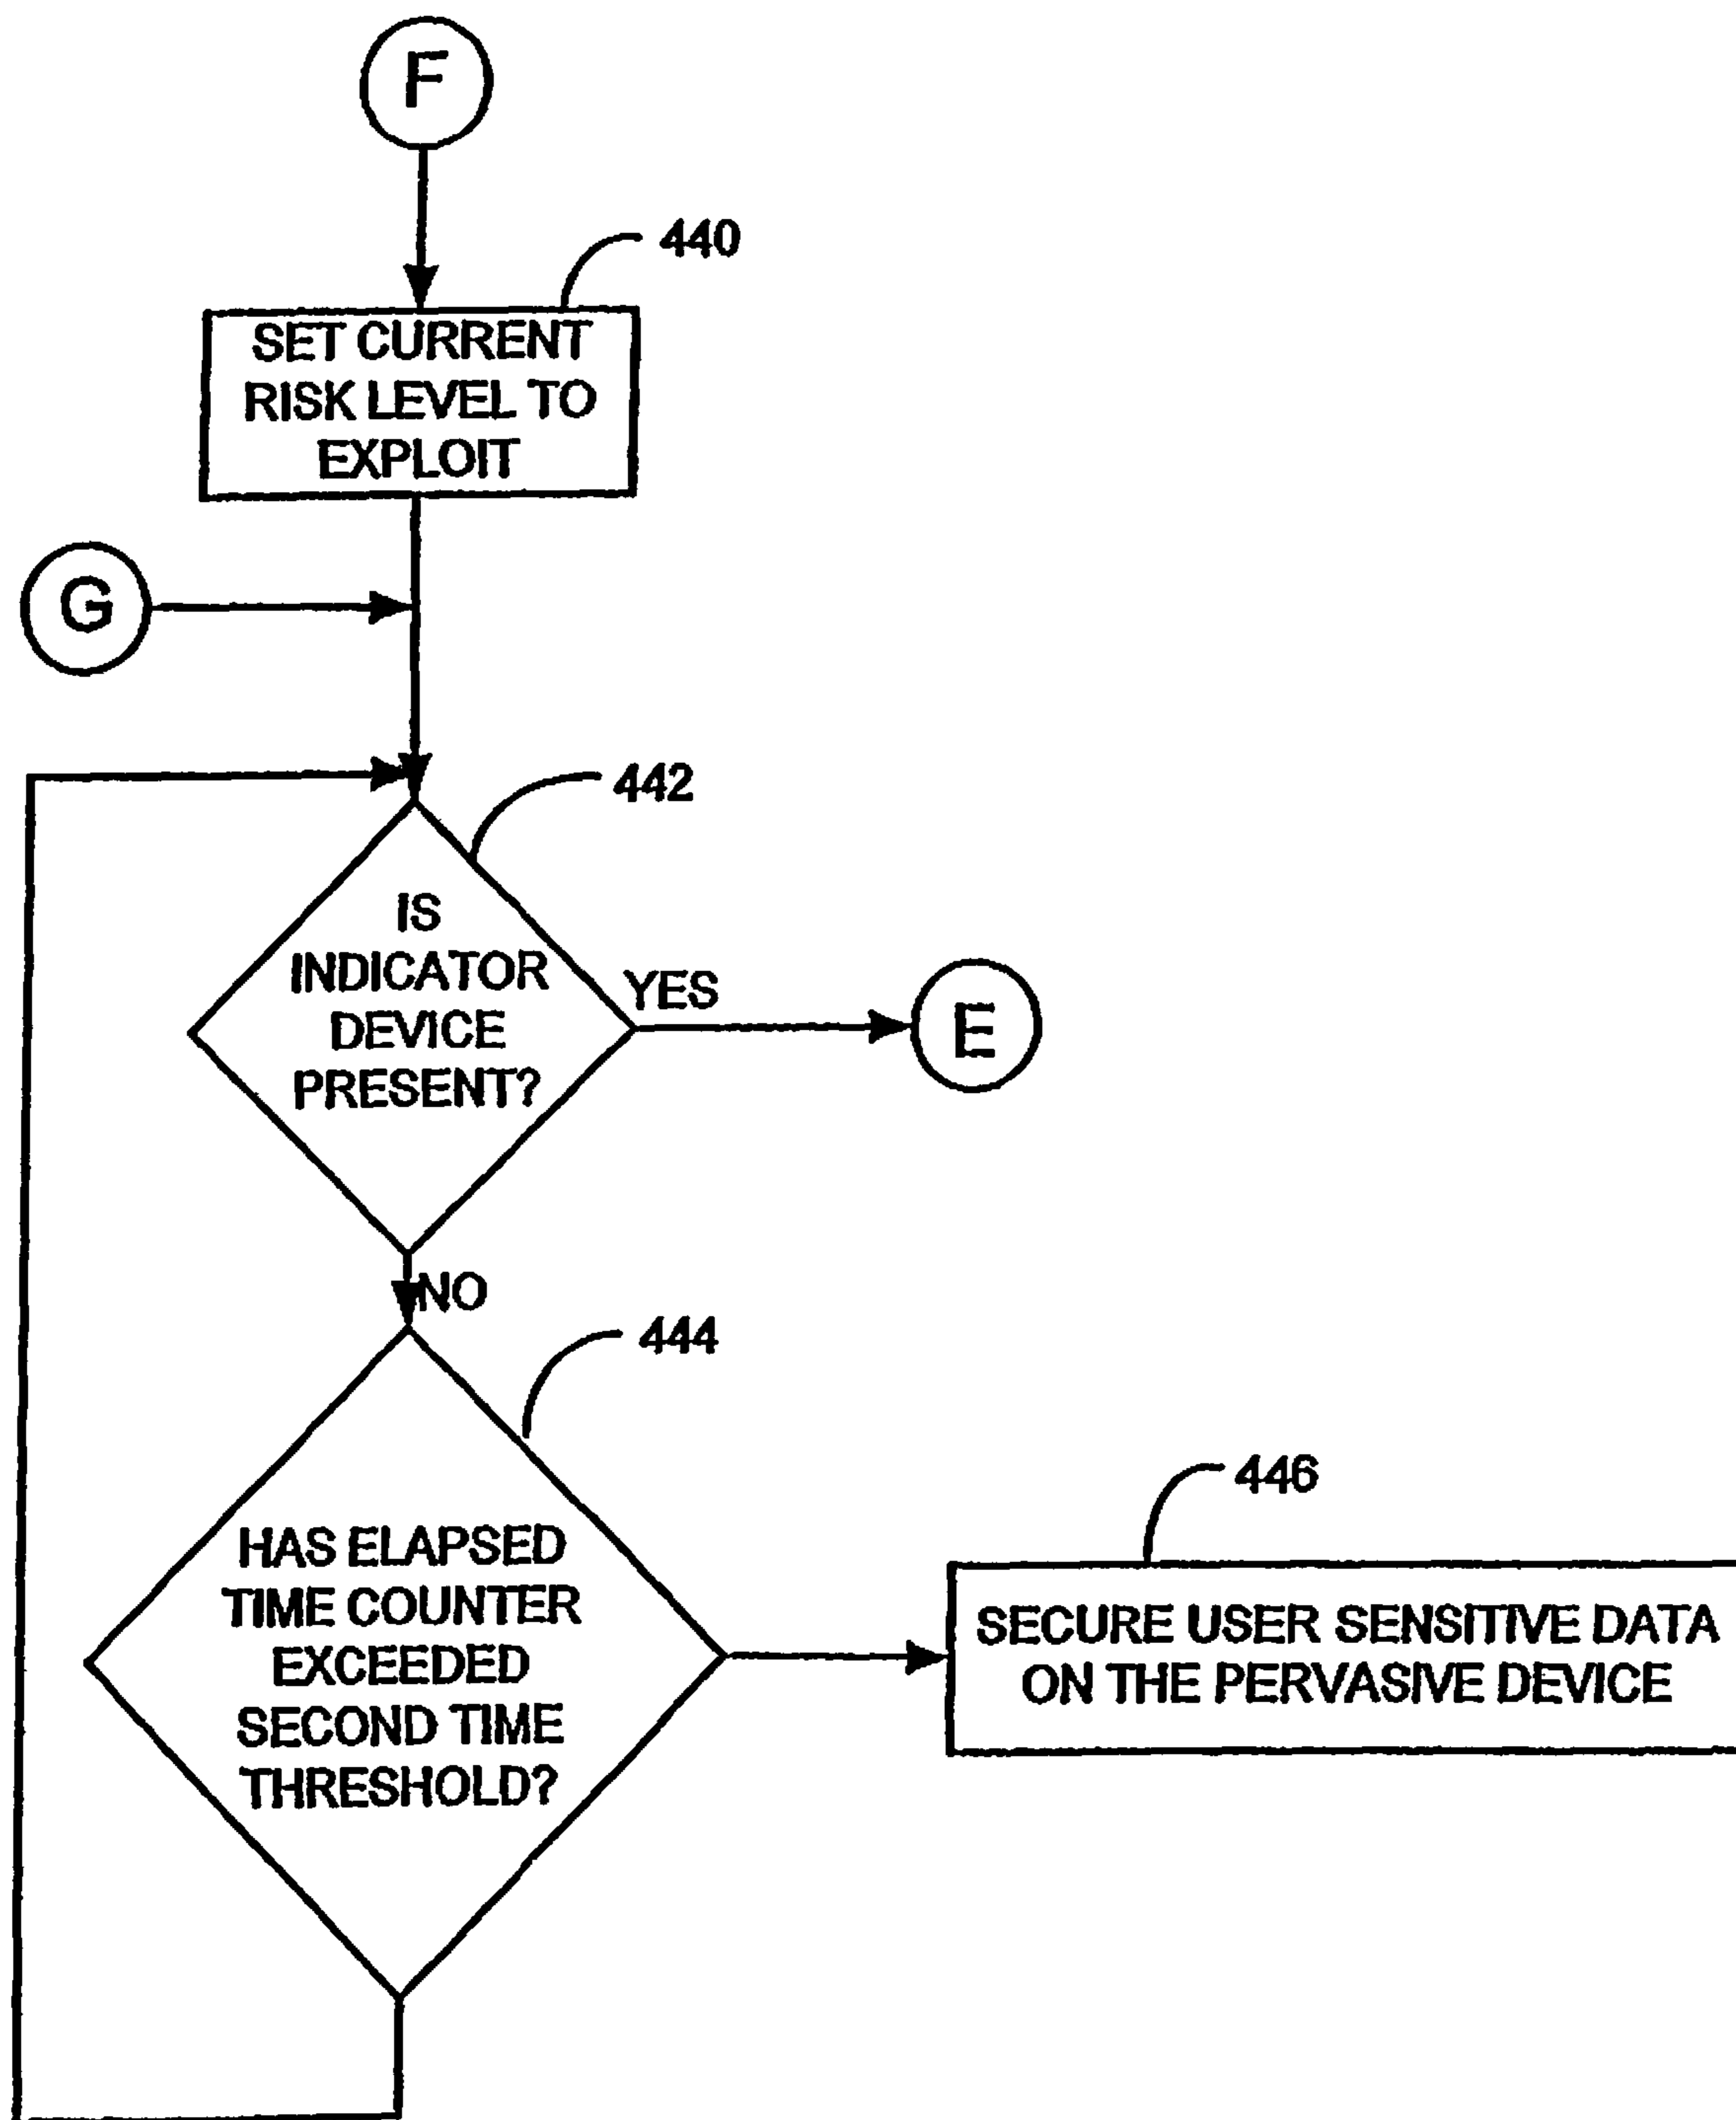 F
440
SET CURRENT
RISK LEVEL TO
EXPLOIT
G
442
IS
INDICATOR
DEVICE
PRESENT?
YES
E
NO
444
HAS ELAPSED
TIME COUNTER
EXCEEDED
SECOND TIME
THRESHOLD?
446
SECURE USER SENSITIVE DATA
ON THE PERVASIVE DEVICE